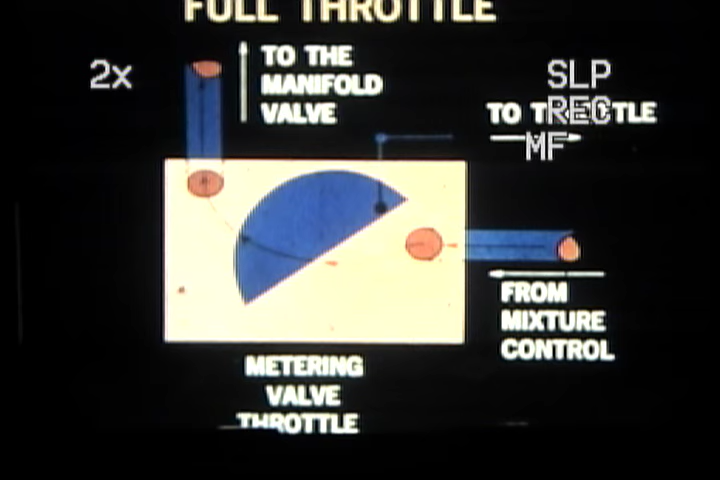 FULL THROTTLE
2x
TO THE
MANIFOLD
VALVE
SLP
REC
MF
TO THROTTLE
FROM
MIXTURE
CONTROL
METERING
VALVE
THROTTLE